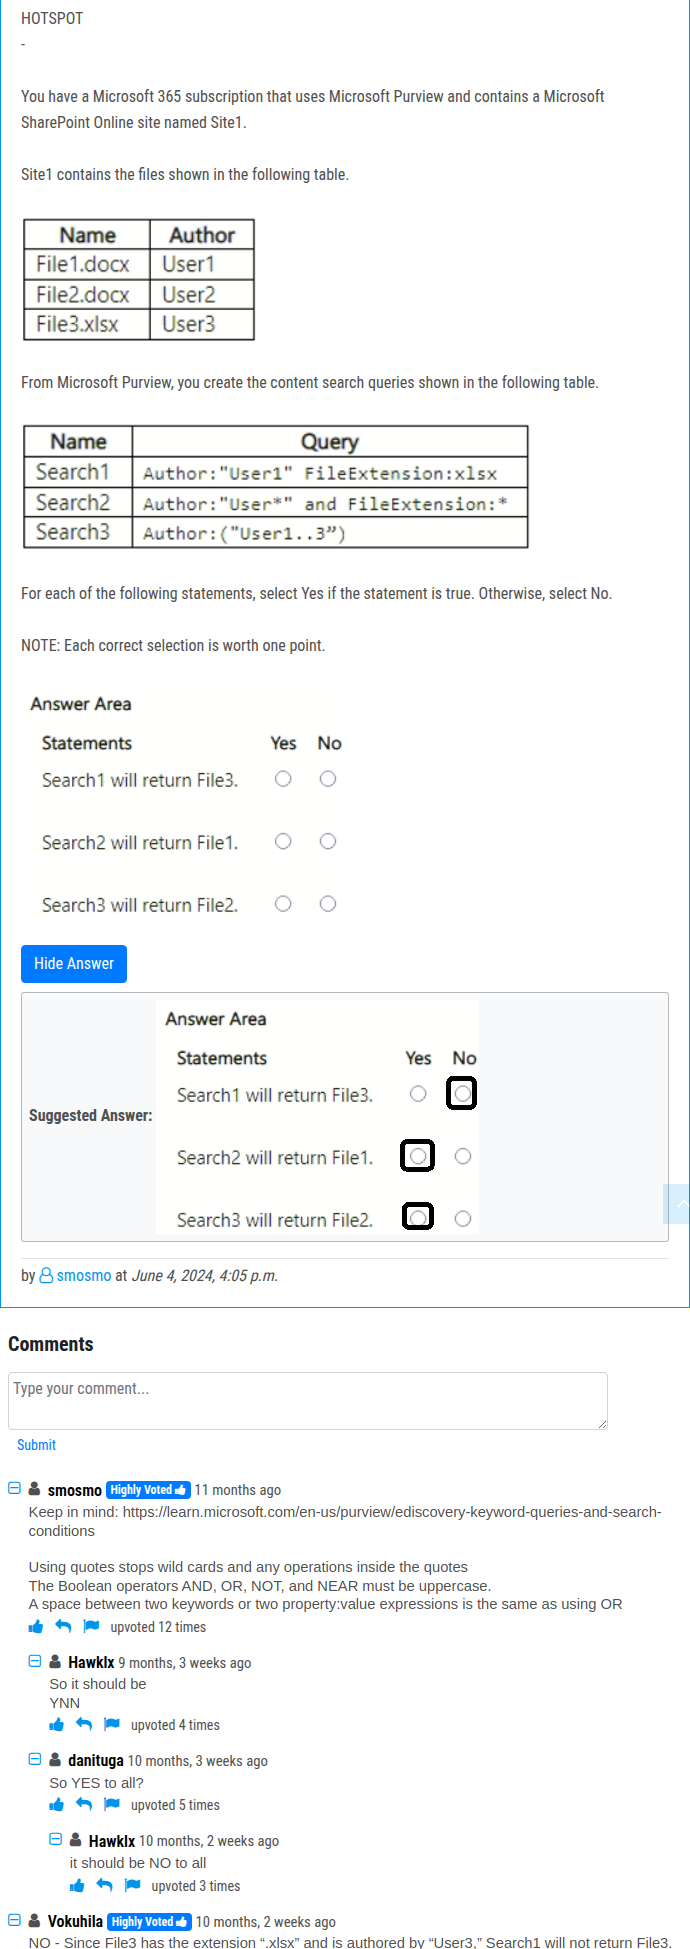 HOTSPOT
-
You have a Microsoft 365 subscription that uses Microsoft Purview and contains a Microsoft
SharePoint Online site named Site1.
Site1 contains the files shown in the following table.
Name Author
File1.docx User1
File2.docx User2
File3.xlsx User3
From Microsoft Purview, you create the content search queries shown in the following table.
Name Query
Search1 Author:"User1" FileExtension:xlsx
Search2 Author:"User*" and FileExtension:*
Search3 Author:("User1..3”)
For each of the following statements, select Yes if the statement is true. Otherwise, select No.
NOTE: Each correct selection is worth one point.
Answer Area
Statements Yes No
Search1 will return File3.
Search2 will return File1.
Search3 will return File2.
Hide Answer
Answer Area
Statements Yes No
Search1 will return File3.
Suggested Answer:
Search2 will return File1.
Search3 will return File2.
by smosmo at June 4, 2024, 4:05 p.m.
Comments
Type your comment...
Submit
smosmo Highly Voted 11 months ago
Keep in mind: https://learn.microsoft.com/en-us/purview/ediscovery-keyword-queries-and-search-
conditions
Using quotes stops wild cards and any operations inside the quotes
The Boolean operators AND, OR, NOT, and NEAR must be uppercase.
A space between two keywords or two property:value expressions is the same as using OR
upvoted 12 times
Hawklx 9 months, 3 weeks ago
So it should be
YNN
upvoted 4 times
danituga 10 months, 3 weeks ago
So YES to all?
upvoted 5 times
Hawklx 10 months, 2 weeks ago
it should be NO to all
upvoted 3 times
Vokuhila Highly Voted 10 months, 2 weeks ago
NO - Since File3 has the extension “.xlsx” and is authored by “User3,” Search1 will not return File3.